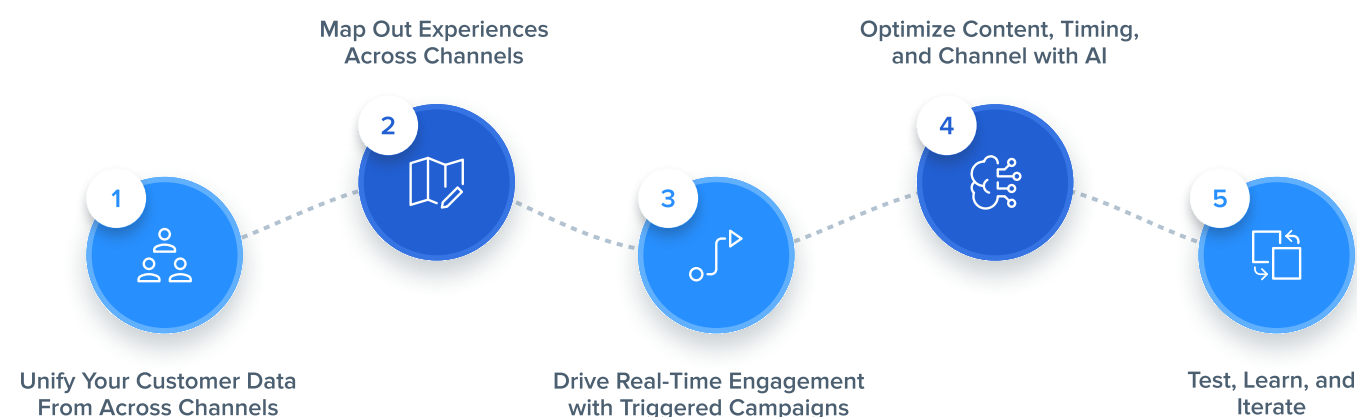 Map Out Experiences
Across Channels
Optimize Content, Timing,
and Channel with AI
2
4
1
3
5
Unify Your Customer Data
From Across Channels
Drive Real-Time Engagement
with Triggered Campaigns
Test, Learn, and
Iterate